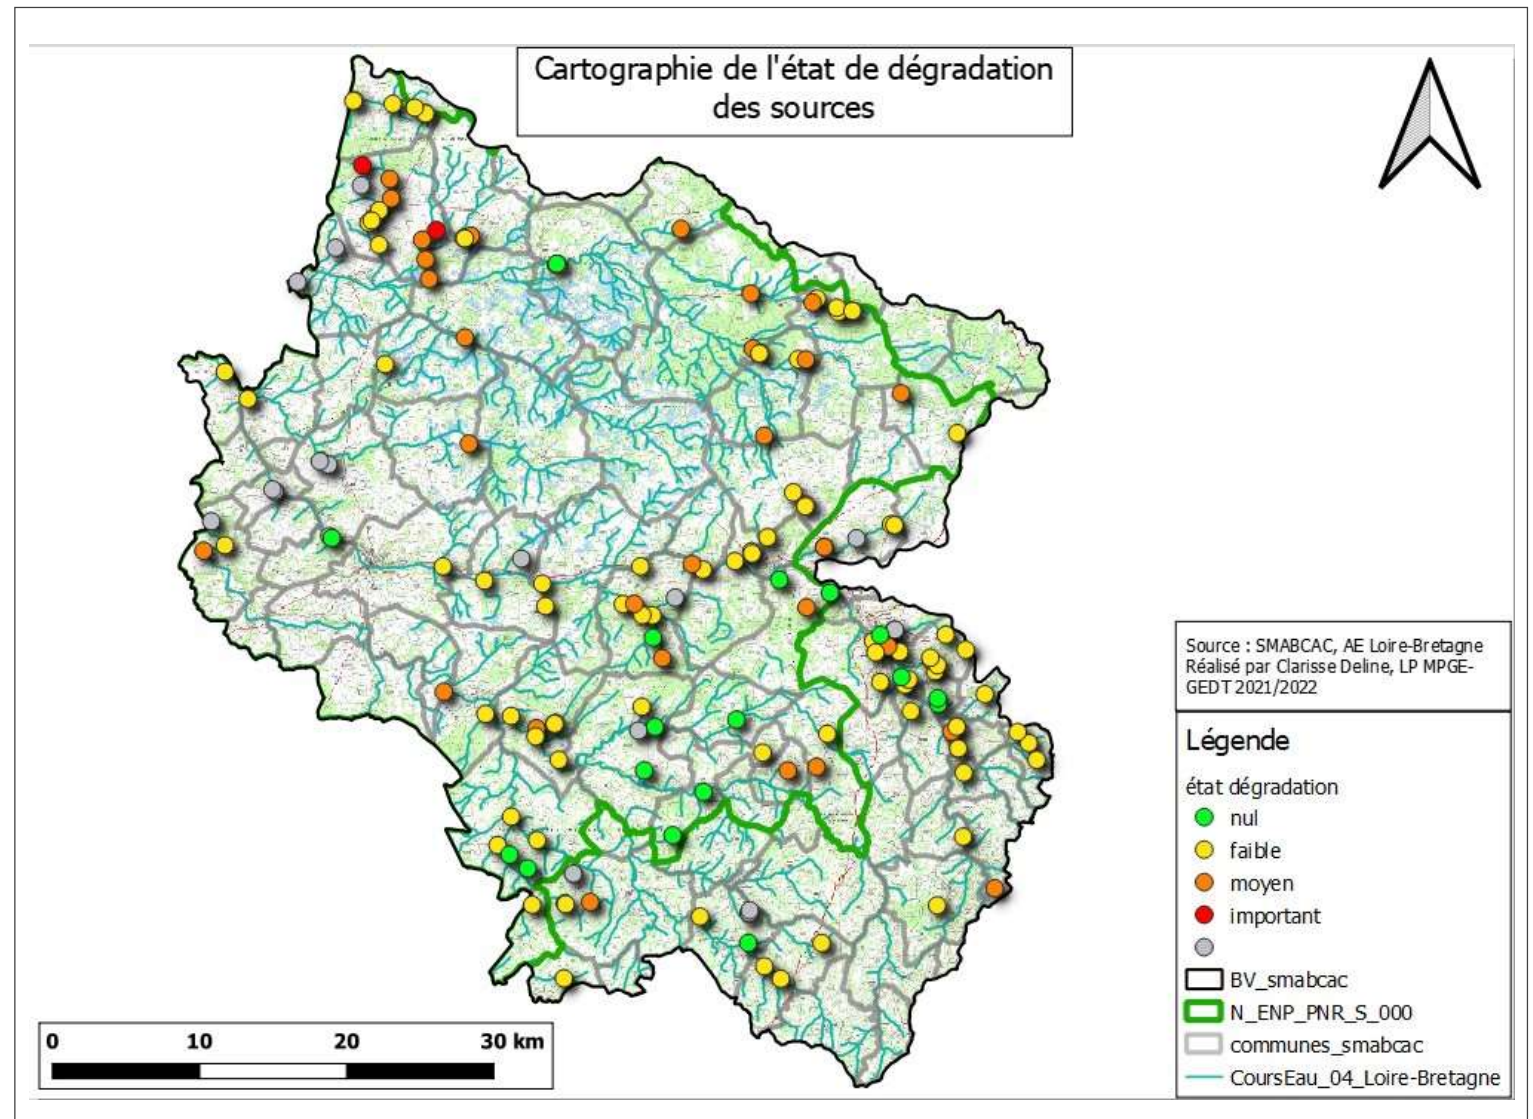 Cartographie de l'état de dégradation
des sources
Source : SMABCAC, AE Loire-Bretagne
Réalisé par Clarisse Deline, LP MPGE-
GEDT 2021/2022
Légende
état dégradation
nul
faible
moyen
important
BV_smabcac
N_ENP_PNR_S_000
communes_smabcac
CoursEau_04_Loire-Bretagne
0 10 20 30 km